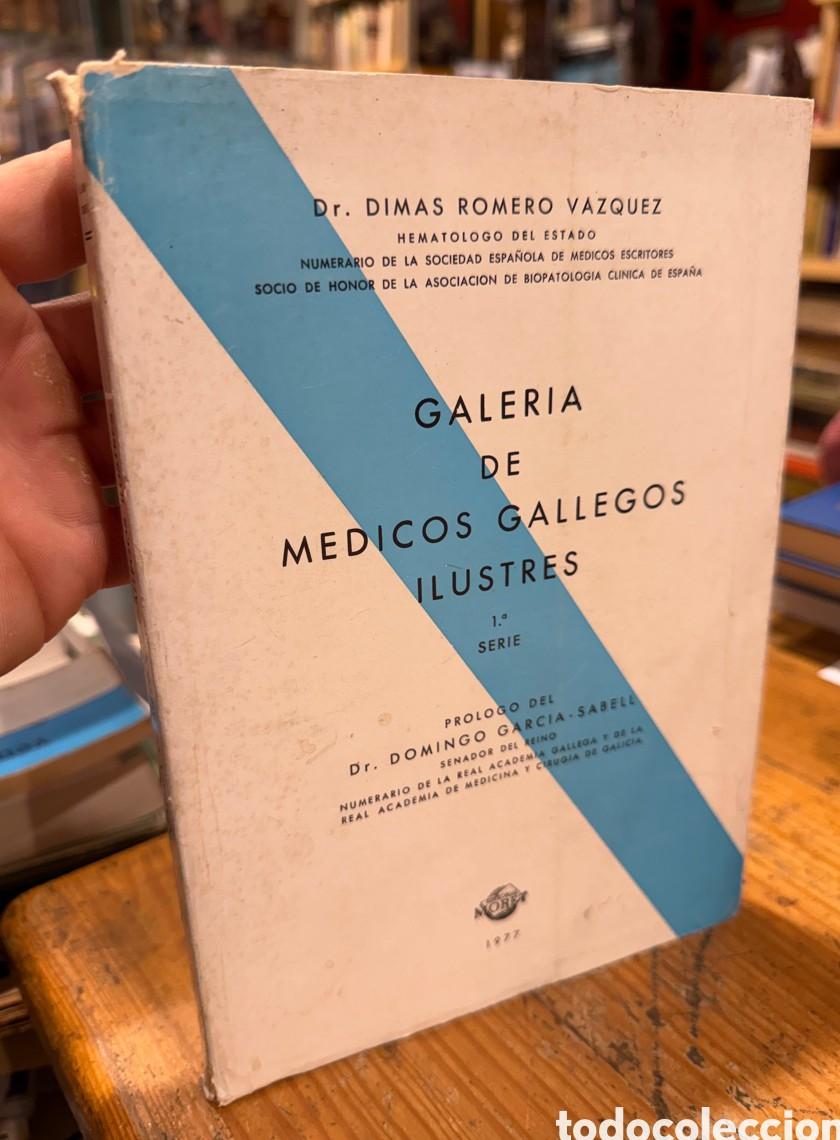 Dr. DIMAS ROMERO VAZQUEZ
HEMATOLOGO DEL ESTADO
NUMERARIO DE LA SOCIEDAD ESPAÑOLA DE MEDICOS ESCRITORES
SOCIO DE HONOR DE LA ASOCIACION DE BIOPATOLOGIA CLINICA DE ESPAÑA
GALERIA
DE
MEDICOS GALLEGOS
ILUSTRES
1.ª
SERIE
PROLOGO DEL
Dr. DOMINGO GARCIA-SABELL
SENADOR DEL REINO
NUMERARIO DE LA REAL ACADEMIA GALLEGA Y DE LA
REAL ACADEMIA DE MEDICINA Y CIRUGIA DE GALICIA
MORET
1977
todocoleccion